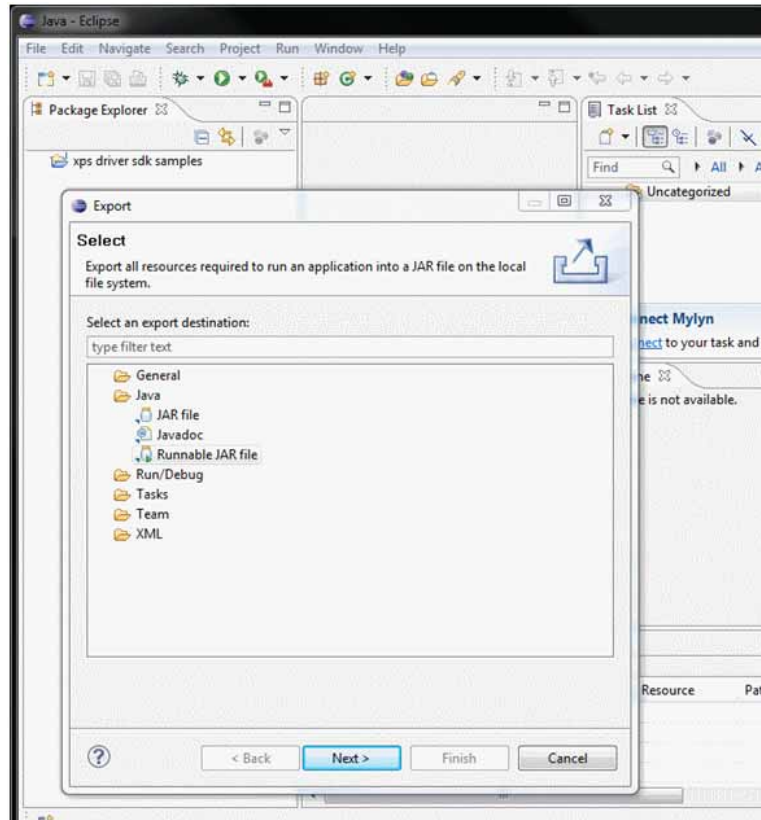 Java - Eclipse
File Edit Navigate Search Project Run Window Help
Package Explorer
Task List
xps driver sdk samples
Find
All
Uncategorized
Export
Select
Export all resources required to run an application into a JAR file on the local
file system.
Select an export destination:
type filter text
General
Java
JAR file
Javadoc
Runnable JAR file
Run/Debug
Tasks
Team
XML
nect Mylyn
nect to your task and
ne
e is not available.
Resource Pat
?
< Back Next > Finish Cancel